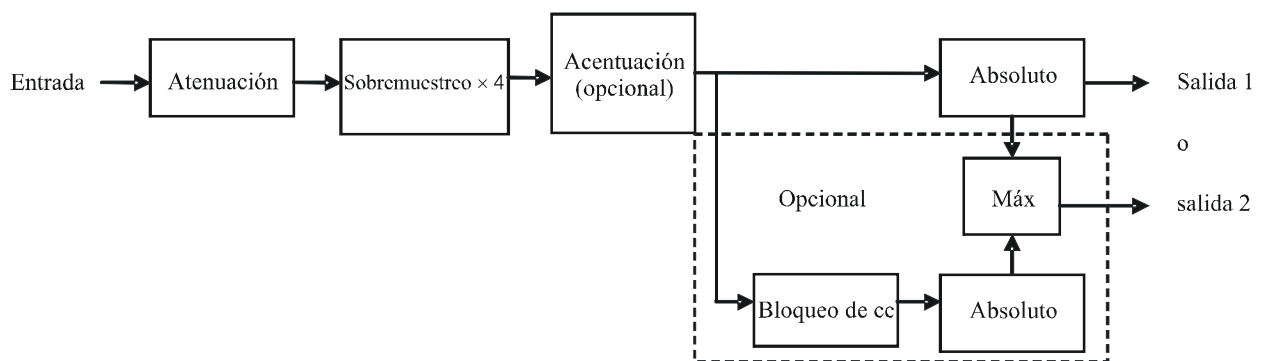 Entrada
Atenuación
Sobremuestreo × 4
Acentuación
(opcional)
Absoluto
Salida 1
o
Opcional
Máx
salida 2
Bloqueo de cc
Absoluto